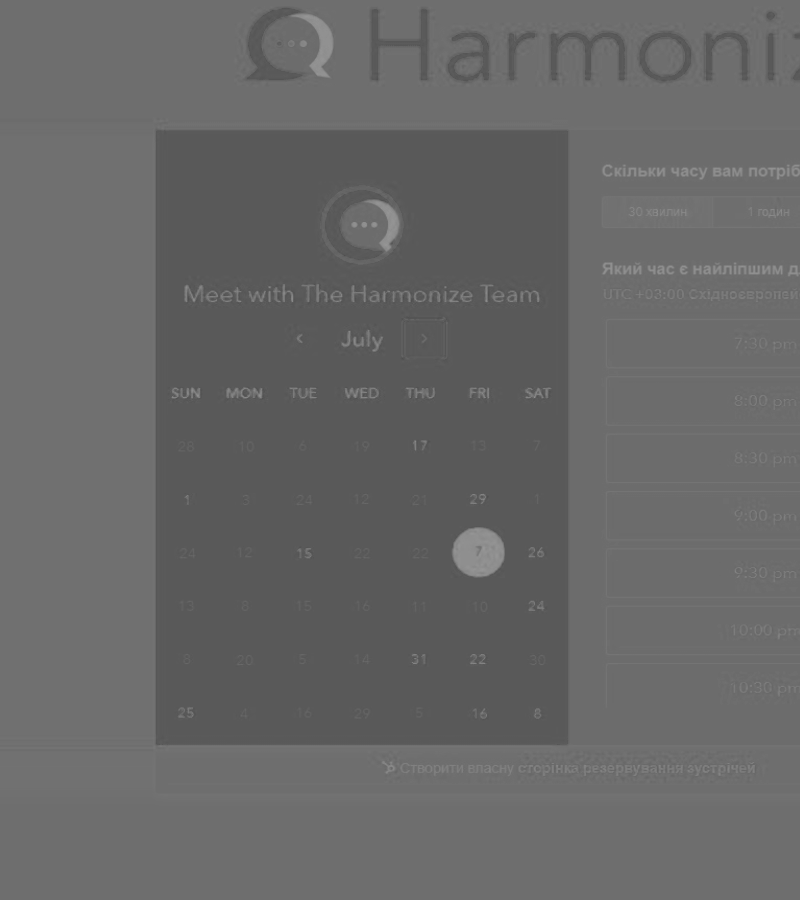 Harmoniz
Meet with The Harmonize Team
July
SUN MON TUE WED THU FRI SAT
28 10 6 19 17 13 7
1 3 24 12 21 29 1
24 12 15 22 22 7 26
13 8 15 16 11 10 24
8 20 5 14 31 22 30
25 4 16 29 5 16 8
Скільки часу вам потріб
30 хвилин 1 годин
Який час є найліпшим д
UTC +03:00 Східноєвропей
7:30 pm
8:00 pm
8:30 pm
9:00 pm
9:30 pm
10:00 pm
10:30 pm
Створити власну сторінка резервування зустрічей